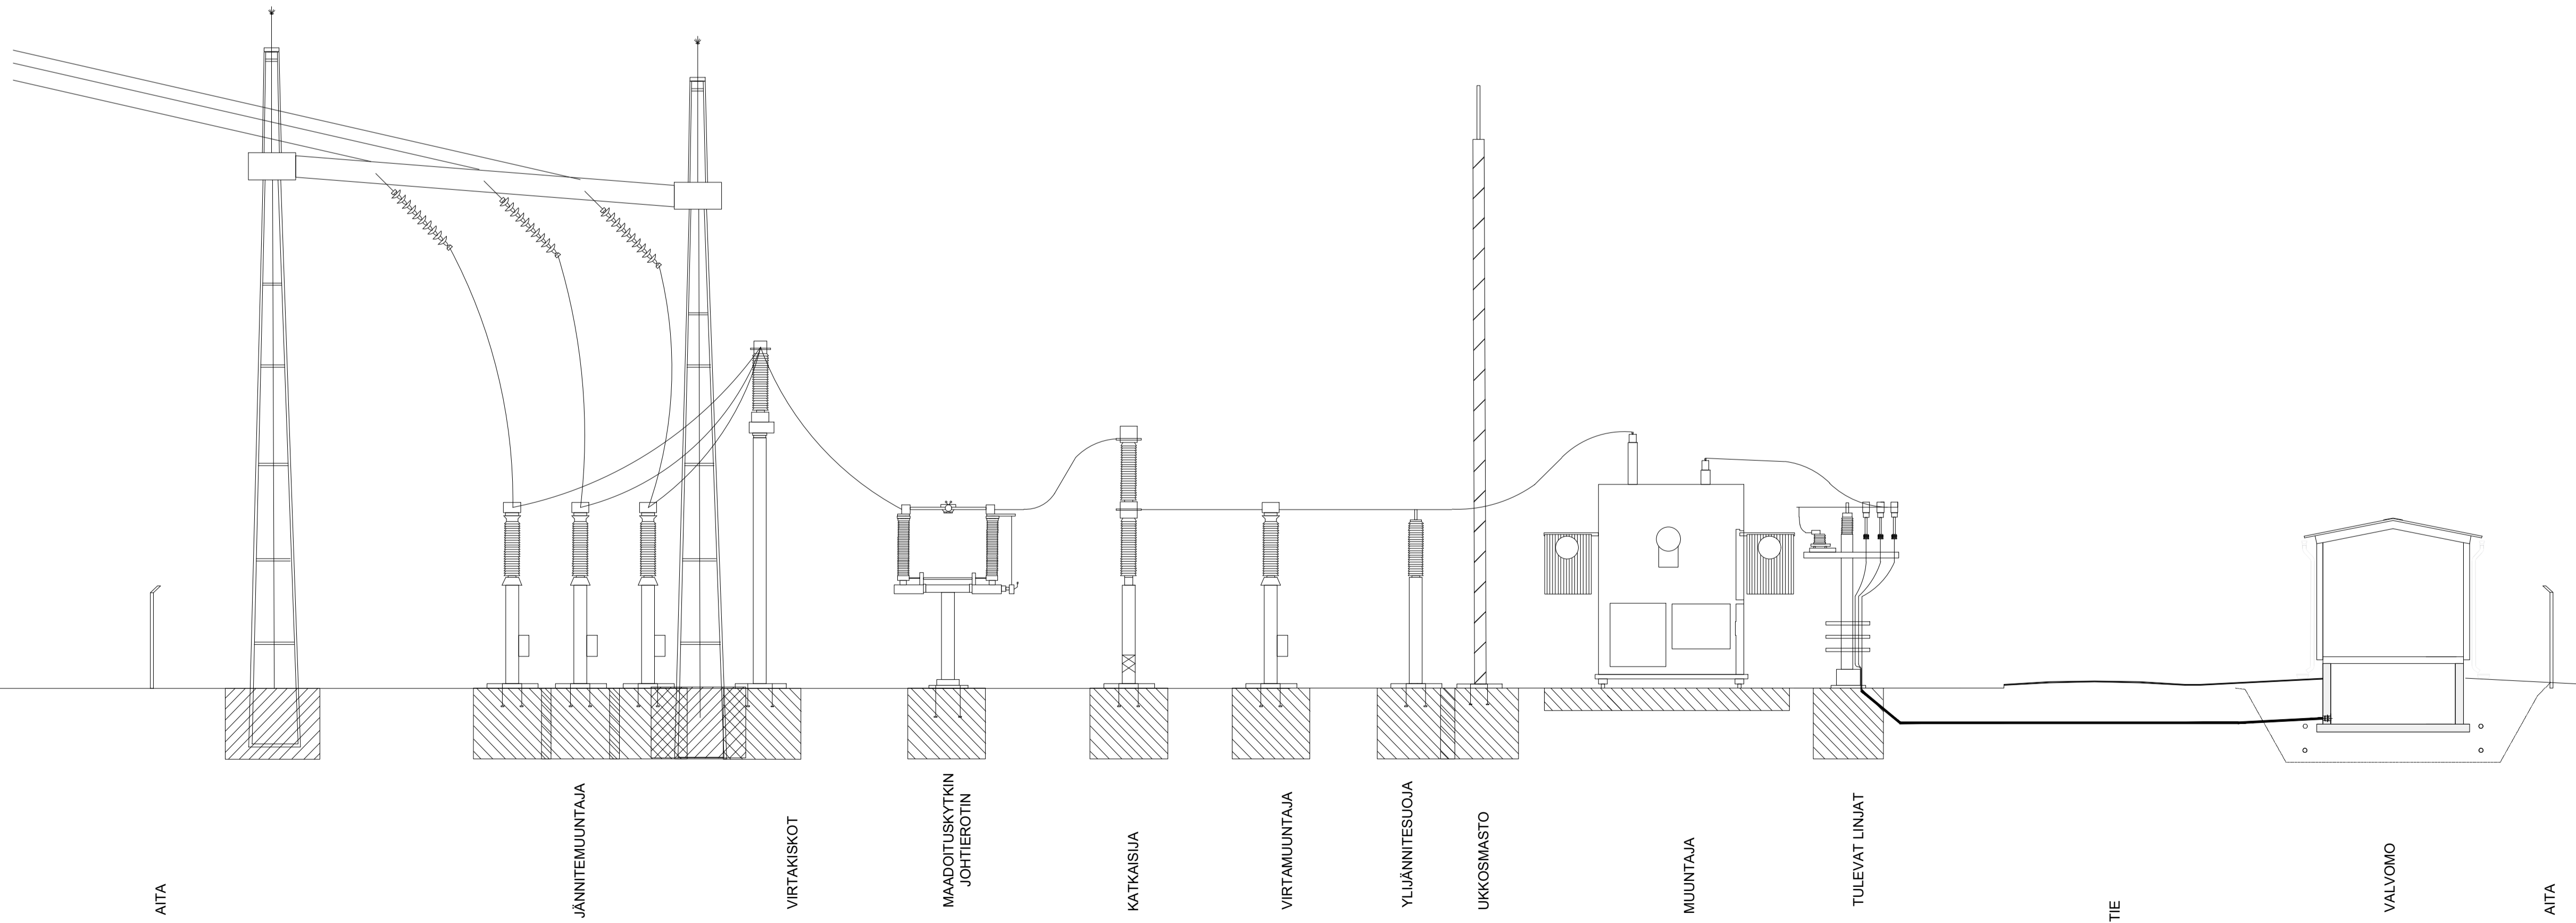 AITA
JÄNNITEMUUNTAJA
VIRTAKISKOT
MAADOITUSKYTKIN
JOHTIEROTIN
KATKAISIJA
VIRTAMUUNTAJA
YLIJÄNNITESUOJA
UKKOSMASTO
MUUNTAJA
TULEVAT LINJAT
TIE
VALVOMO
AITA